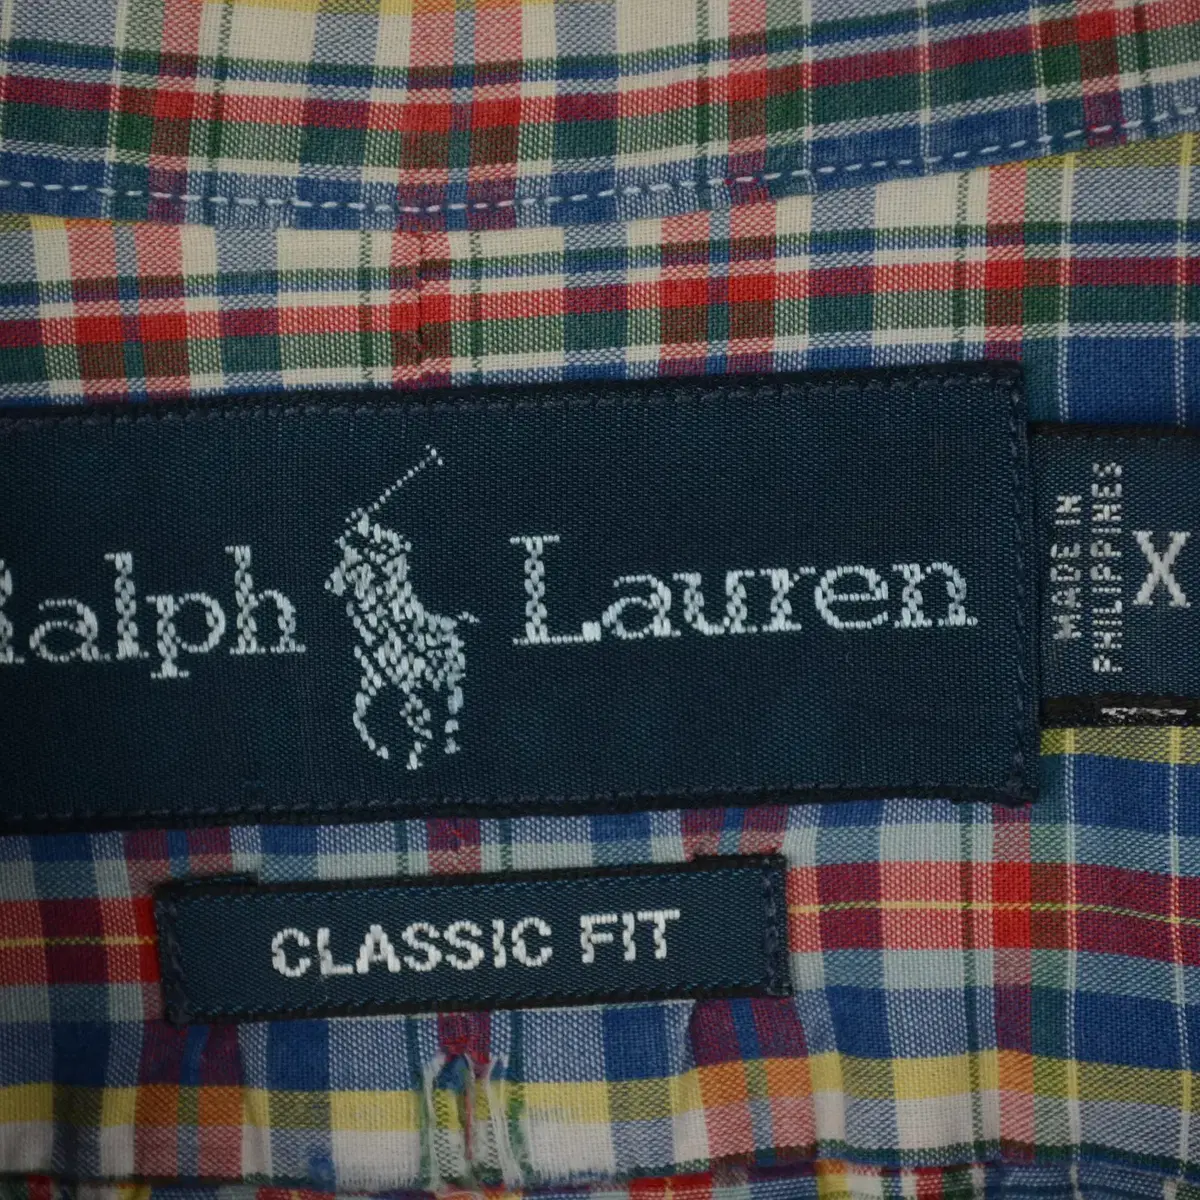 Ralph Lauren
MADE IN
PHILIPPINES
X
CLASSIC FIT